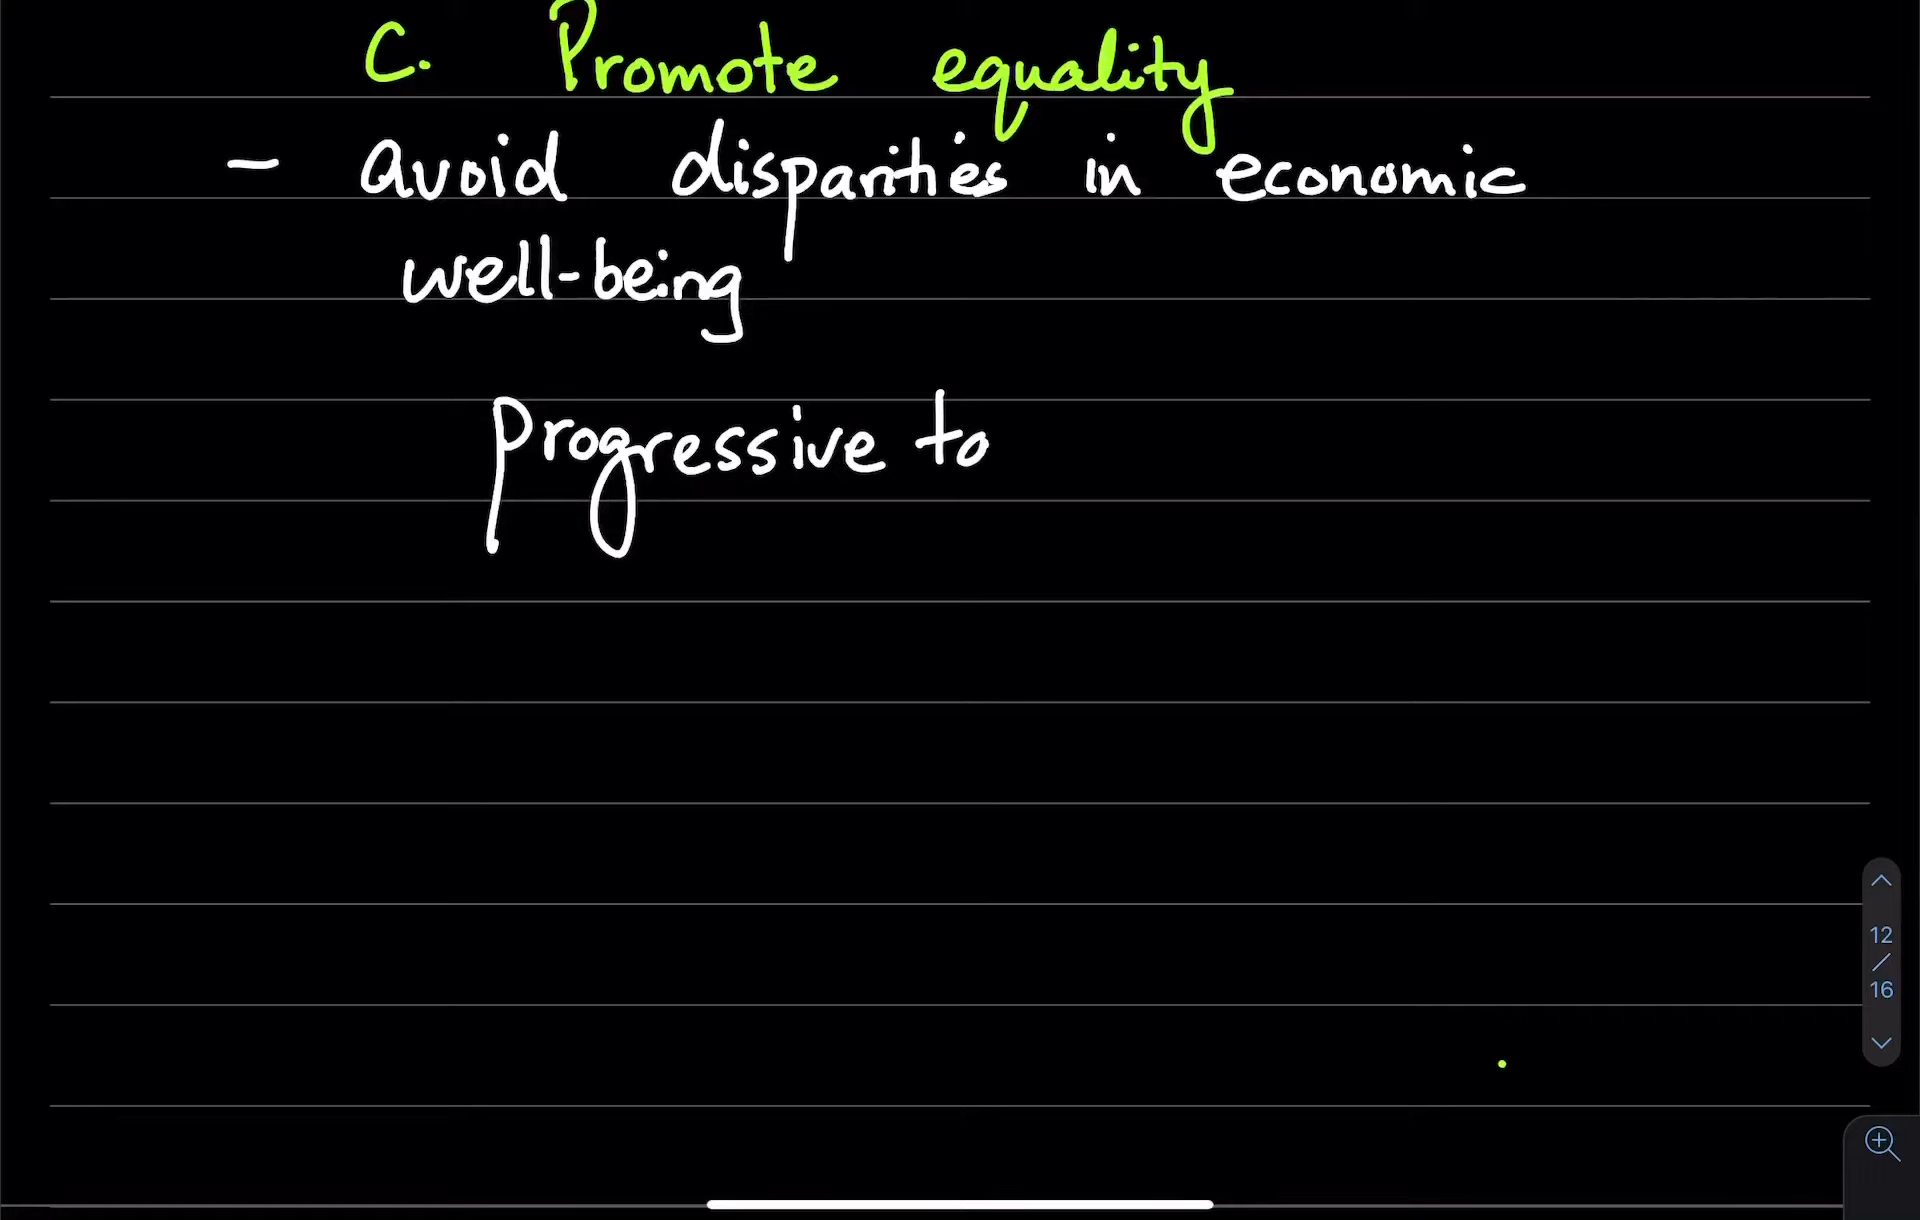 C. Promote equality
- avoid disparities in economic
well-being
Progressive to
12
/
16